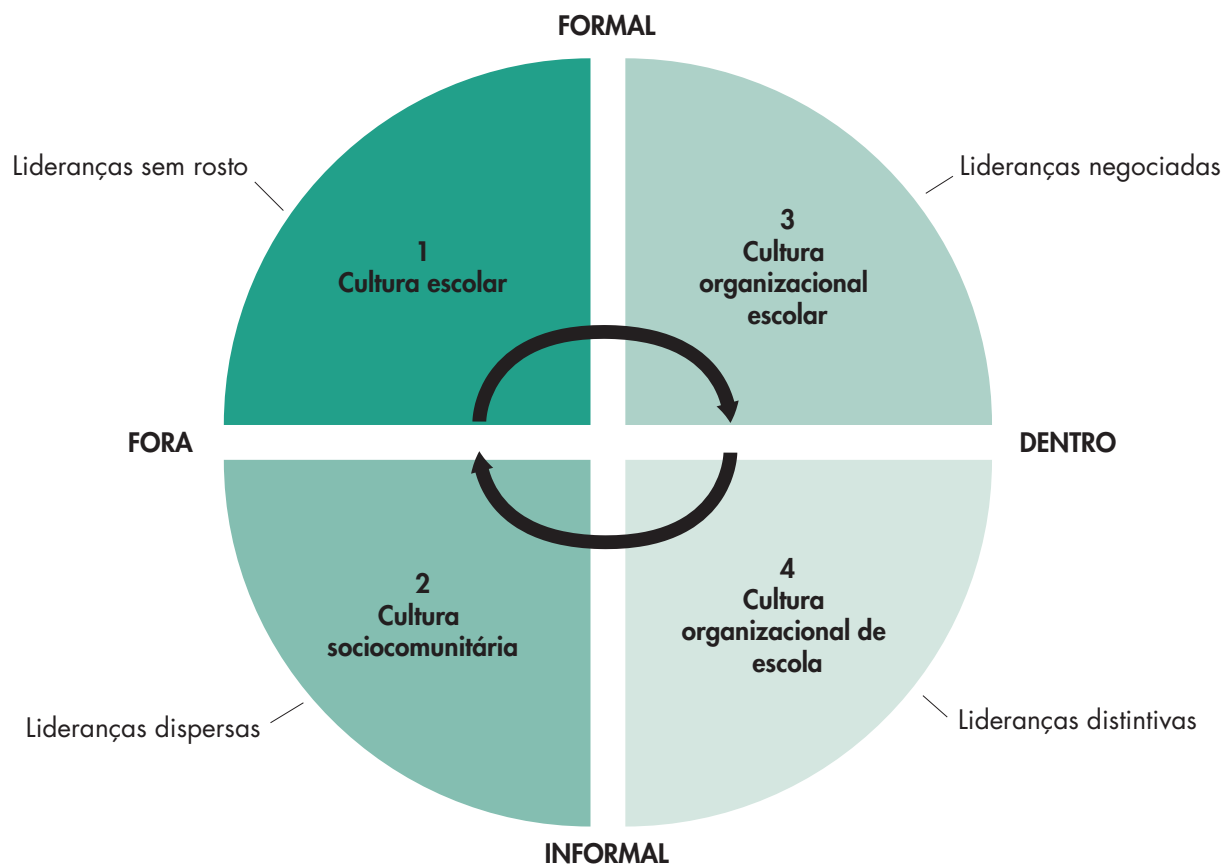 FORMAL
Lideranças sem rosto
Lideranças negociadas
1
Cultura escolar
3
Cultura
organizacional
escolar
FORA
DENTRO
2
Cultura
sociocomunitária
4
Cultura
organizacional de
escola
Lideranças dispersas
Lideranças distintivas
INFORMAL